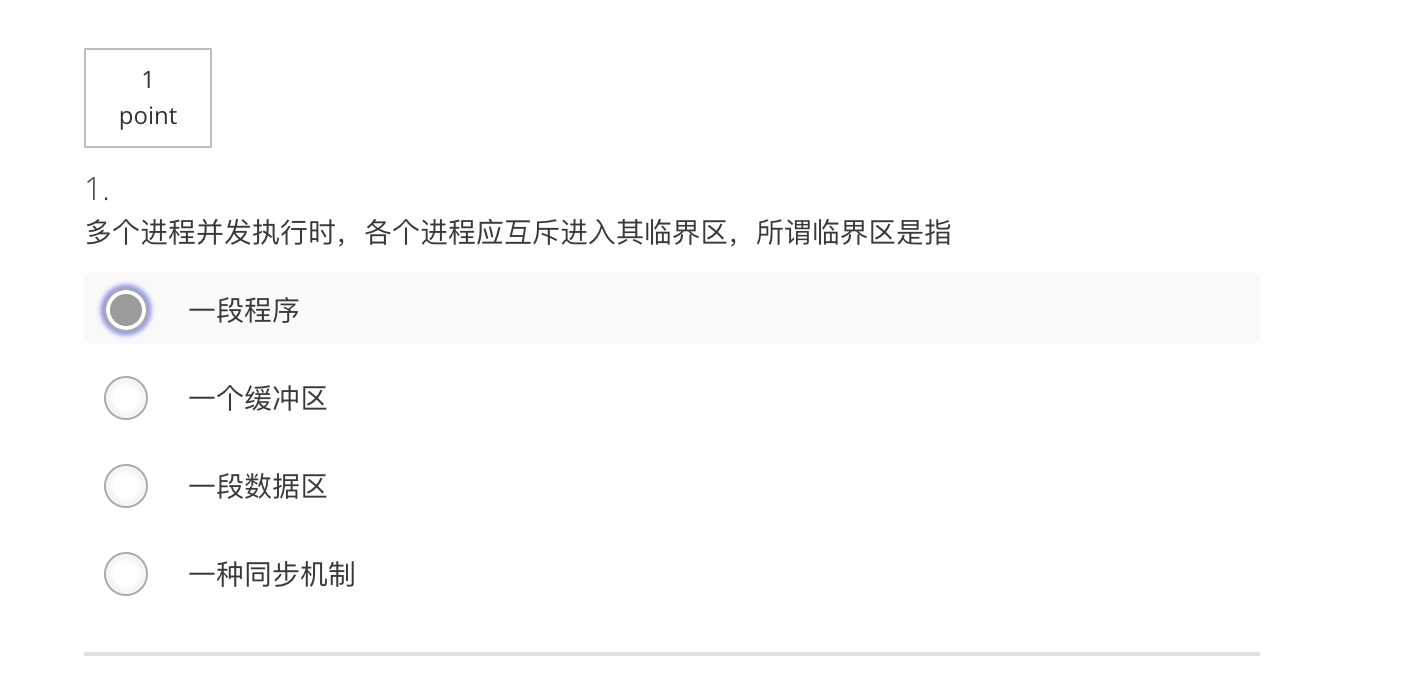 1
point
1.
多个进程并发执行时，各个进程应互斥进入其临界区，所谓临界区是指
一段程序
一个缓冲区
一段数据区
一种同步机制